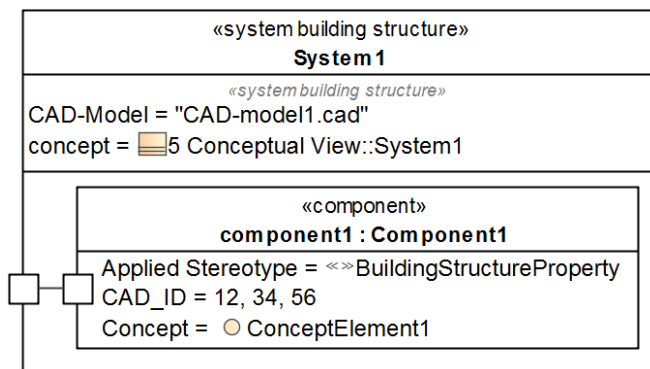 «system building structure»
System1
«system building structure»
CAD-Model = "CAD-model1.cad"
concept = 5 Conceptual View::System1
«component»
component1 : Component1
Applied Stereotype = «»BuildingStructureProperty
CAD_ID = 12, 34, 56
Concept = ConceptElement1